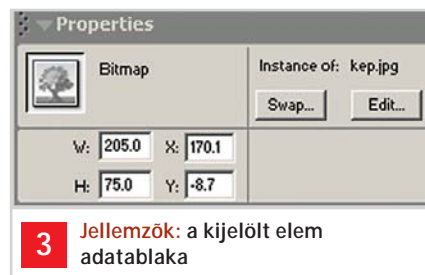 Properties
Bitmap
Instance of: kep.jpg
Swap... Edit...
W: 205.0 X: 170.1
H: 75.0 Y: -8.7
3 Jellemzõk: a kijelölt elem
adatablaka